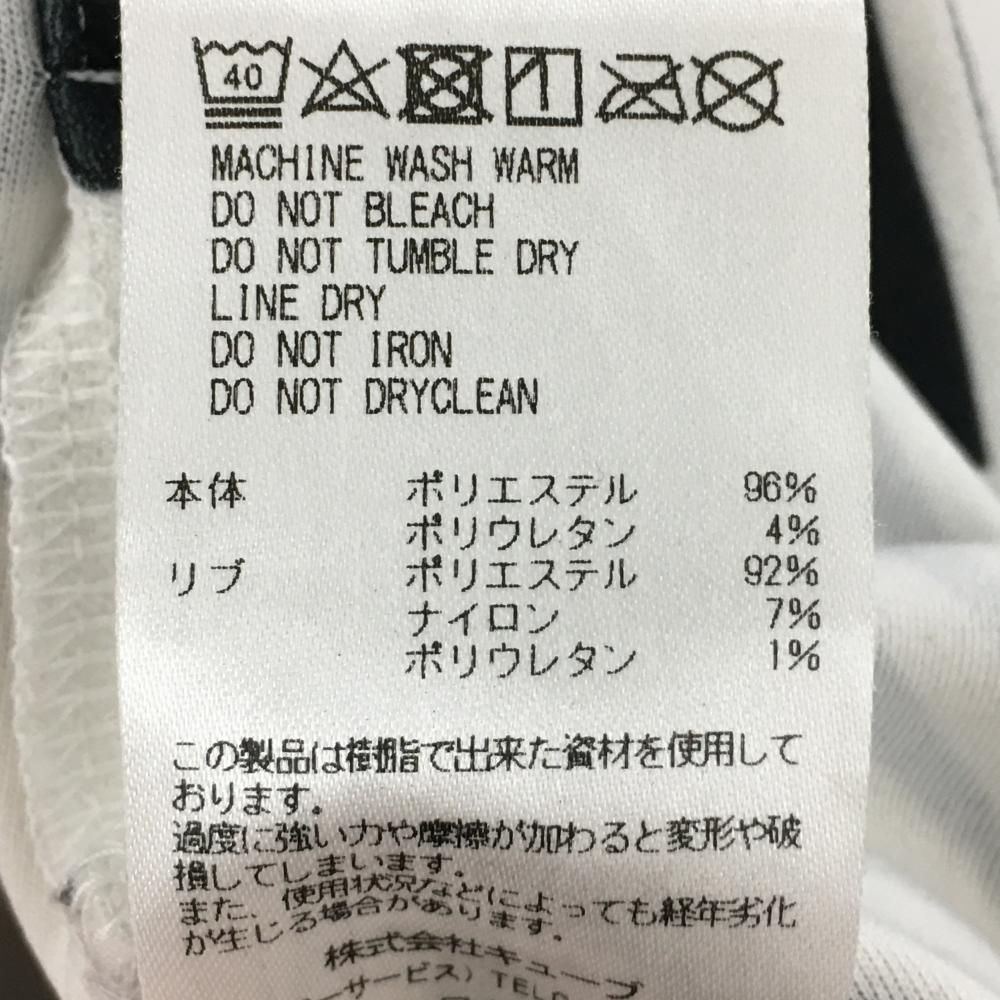 40
MACHINE WASH WARM
DO NOT BLEACH
DO NOT TUMBLE DRY
LINE DRY
DO NOT IRON
DO NOT DRYCLEAN
本体 ポリエステル 96%
ポリウレタン 4%
リブ ポリエステル 92%
ナイロン 7%
ポリウレタン 1%
この製品は樹脂で出来た資材を使用して
おります。
過度に強い力や摩擦が加わると変形や破
損してしまいます。
また、使用状況などによっても経年劣化
が生じる場合があります。
株式会社キューブ
ーサービス) TEL